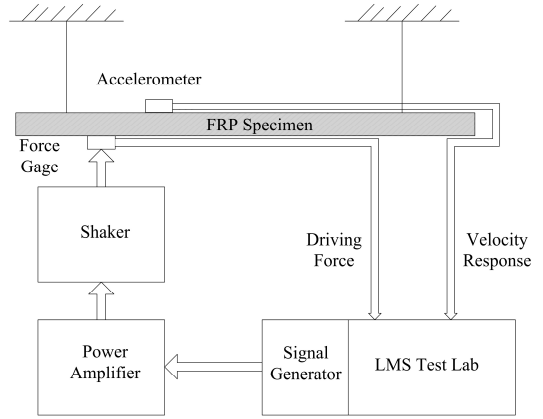 Accelerometer
FRP Specimen
Force
Gage
Shaker
Driving
Force
Velocity
Response
Power
Amplifier
Signal
Generator
LMS Test Lab